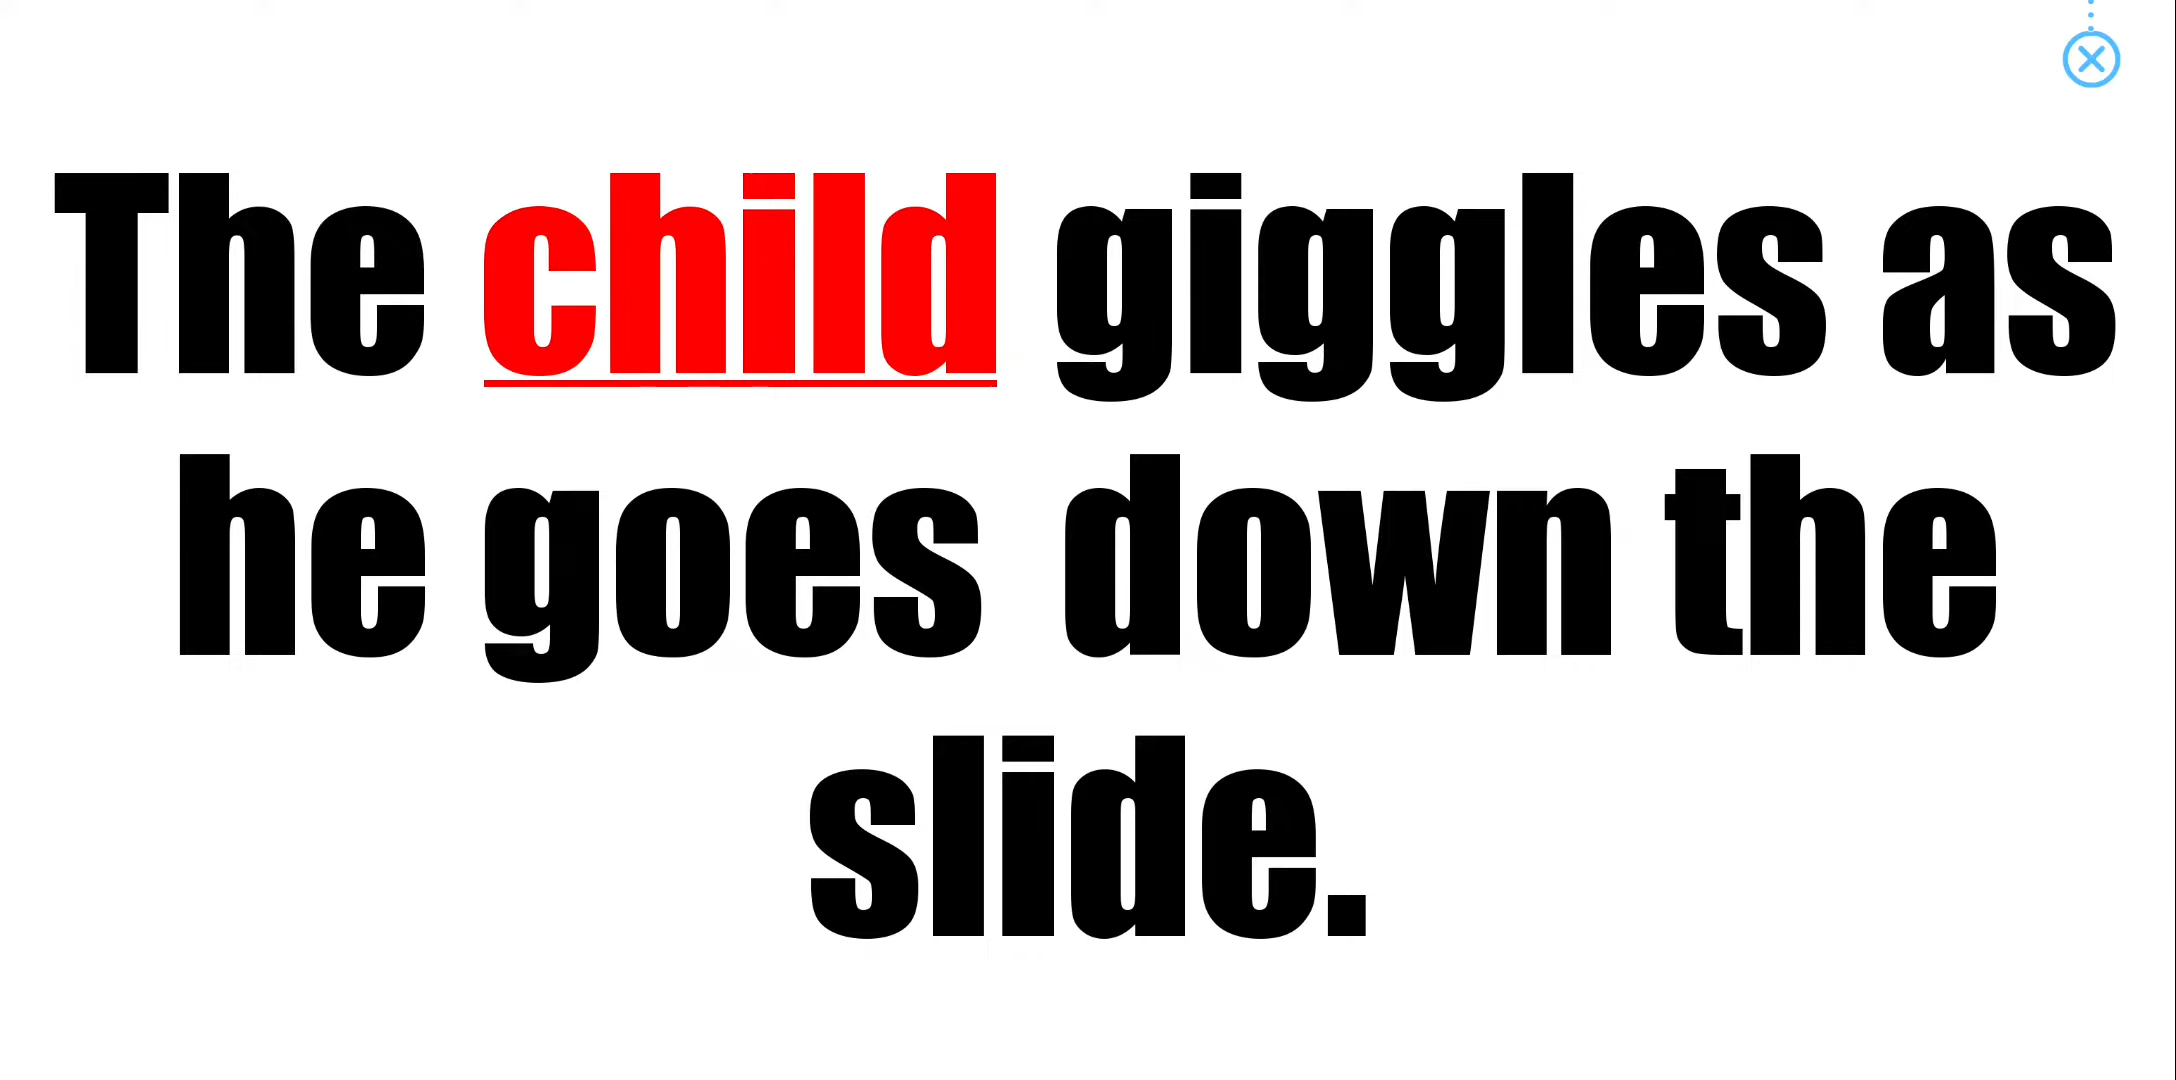 The child giggles as
he goes  down the
slide.